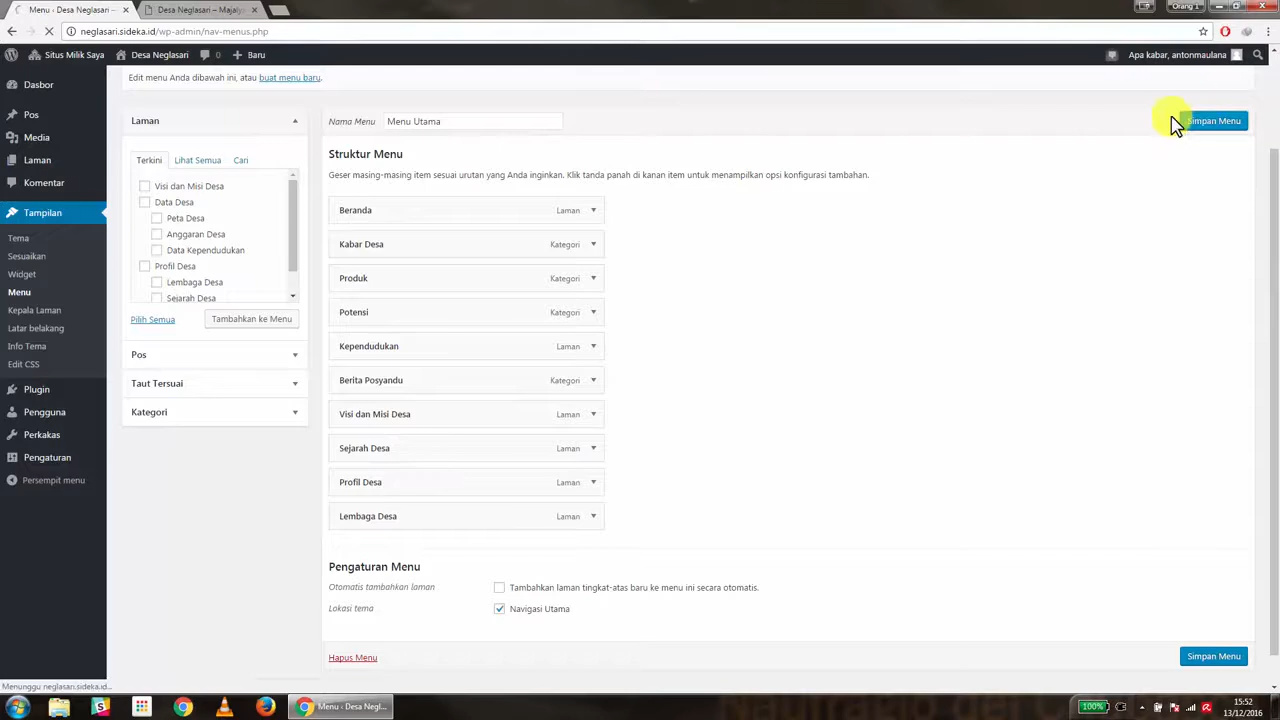 Menu ‹ Desa Neglasari –
Desa Neglasari – Majaly
Orang 1
neglasari.sideka.id/wp-admin/nav-menus.php
Situs Milik Saya
Desa Neglasari
0
Baru
Apa kabar, antonmaulana
Dasbor
Pos
Media
Laman
Komentar
Tampilan
Tema
Sesuaikan
Widget
Menu
Kepala Laman
Latar belakang
Info Tema
Edit CSS
Plugin
Pengguna
Perkakas
Pengaturan
Persempit menu
Edit menu Anda dibawah ini, atau buat menu baru.
Laman
Terkini Lihat Semua Cari
Visi dan Misi Desa
Data Desa
Peta Desa
Anggaran Desa
Data Kependudukan
Profil Desa
Lembaga Desa
Sejarah Desa
Pilih Semua
Tambahkan ke Menu
Pos
Taut Tersuai
Kategori
Nama Menu Menu Utama
Simpan Menu
Struktur Menu
Geser masing-masing item sesuai urutan yang Anda inginkan. Klik tanda panah di kanan item untuk menampilkan opsi konfigurasi tambahan.
Beranda Laman
Kabar Desa Kategori
Produk Kategori
Potensi Kategori
Kependudukan Laman
Berita Posyandu Kategori
Visi dan Misi Desa Laman
Sejarah Desa Laman
Profil Desa Laman
Lembaga Desa Laman
Pengaturan Menu
Otomatis tambahkan laman Tambahkan laman tingkat-atas baru ke menu ini secara otomatis.
Lokasi tema Navigasi Utama
Hapus Menu
Simpan Menu
Menunggu neglasari.sideka.id...
Menu ‹ Desa Negl...
100%
15:52
13/12/2016